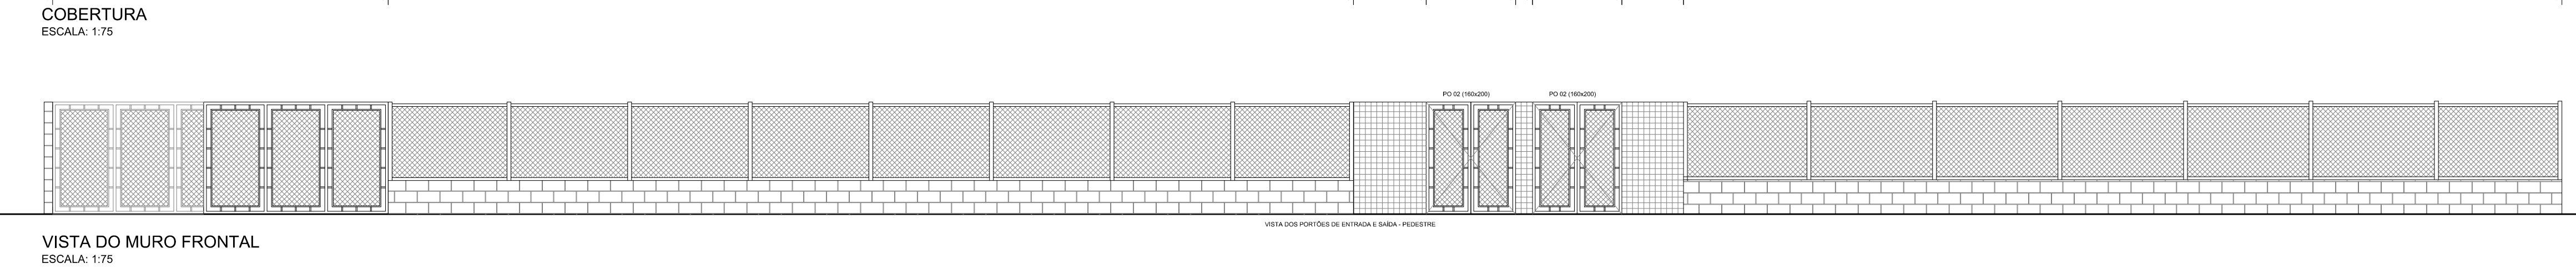 COBERTURA
ESCALA: 1:75
PO 02 (160x200)
PO 02 (160x200)
VISTA DOS PORTÕES DE ENTRADA E SAÍDA - PEDESTRE
VISTA DO MURO FRONTAL
ESCALA: 1:75